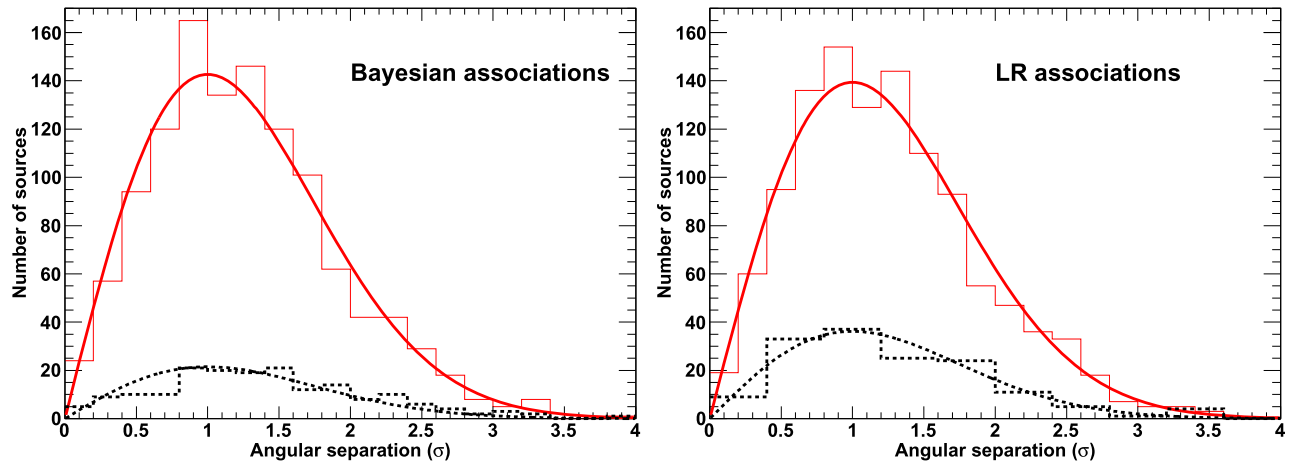 Bayesian associations
Number of sources
160
140
120
100
80
60
40
20
0
0 0.5 1 1.5 2 2.5 3 3.5 4
Angular separation (σ)
LR associations
Number of sources
160
140
120
100
80
60
40
20
0
0 0.5 1 1.5 2 2.5 3 3.5 4
Angular separation (σ)